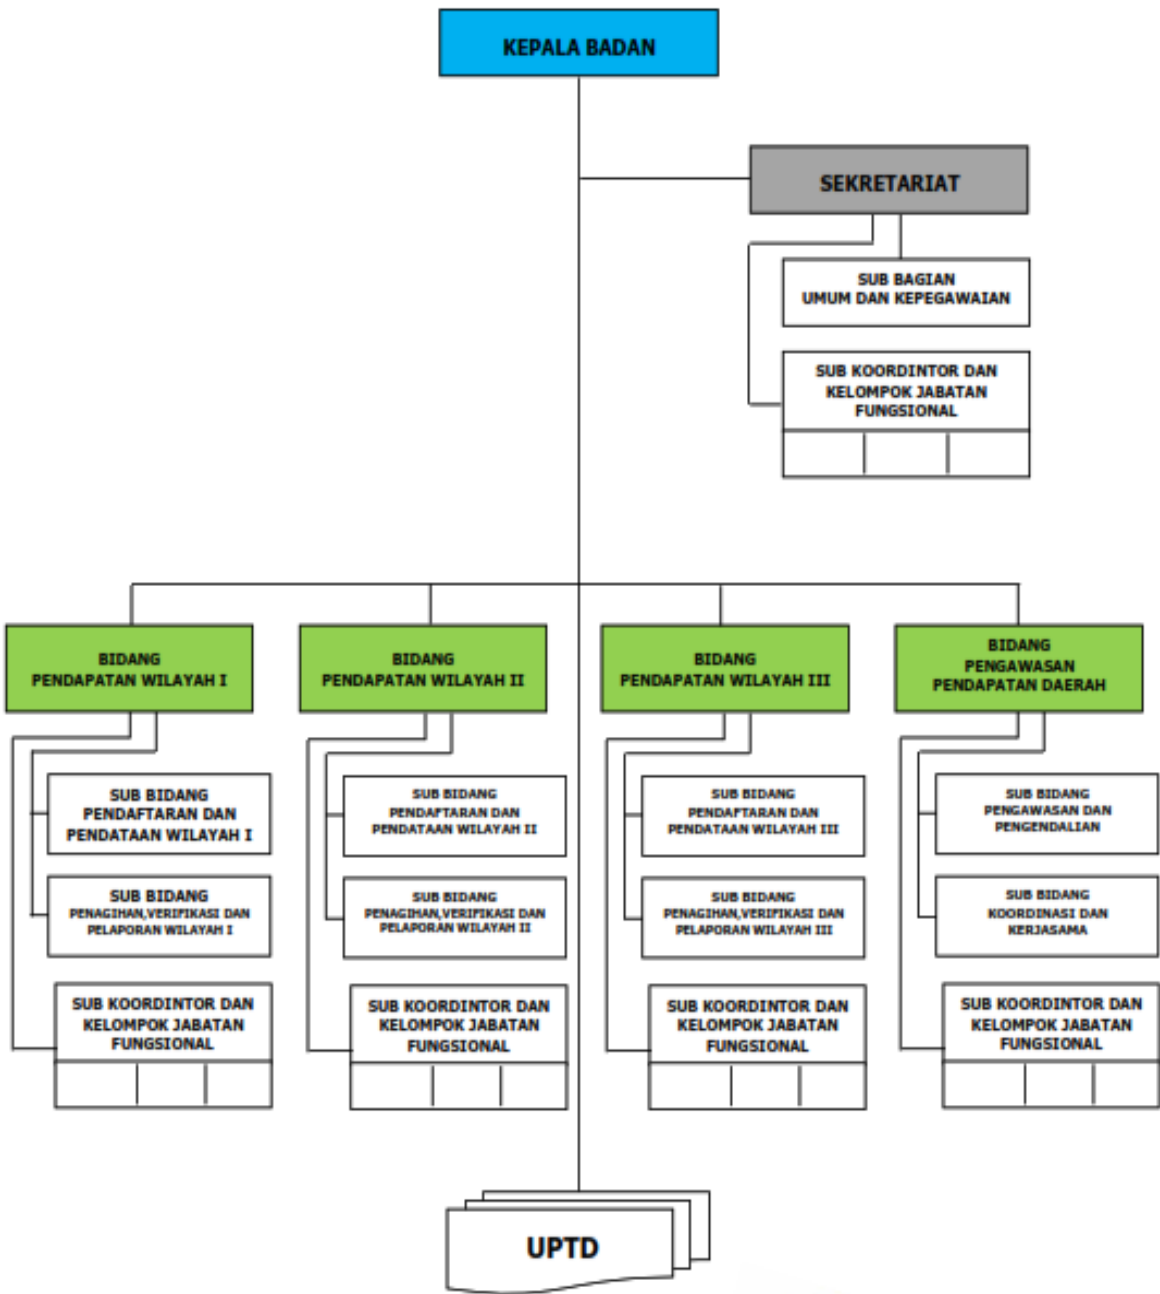 KEPALA BADAN
SEKRETARIAT
SUB BAGIAN
UMUM DAN KEPEGAWAIAN
SUB KOORDINTOR DAN
KELOMPOK JABATAN
FUNGSIONAL
BIDANG
PENDAPATAN WILAYAH I
SUB BIDANG
PENDAFTARAN DAN
PENDATAAN WILAYAH I
SUB BIDANG
PENAGIHAN,VERIFIKASI DAN
PELAPORAN WILAYAH I
SUB KOORDINTOR DAN
KELOMPOK JABATAN
FUNGSIONAL
BIDANG
PENDAPATAN WILAYAH II
SUB BIDANG
PENDAFTARAN DAN
PENDATAAN WILAYAH II
SUB BIDANG
PENAGIHAN,VERIFIKASI DAN
PELAPORAN WILAYAH II
SUB KOORDINTOR DAN
KELOMPOK JABATAN
FUNGSIONAL
BIDANG
PENDAPATAN WILAYAH III
SUB BIDANG
PENDAFTARAN DAN
PENDATAAN WILAYAH III
SUB BIDANG
PENAGIHAN,VERIFIKASI DAN
PELAPORAN WILAYAH III
SUB KOORDINTOR DAN
KELOMPOK JABATAN
FUNGSIONAL
BIDANG
PENGAWASAN
PENDAPATAN DAERAH
SUB BIDANG
PENGAWASAN DAN
PENGENDALIAN
SUB BIDANG
KOORDINASI DAN
KERJASAMA
SUB KOORDINTOR DAN
KELOMPOK JABATAN
FUNGSIONAL
UPTD